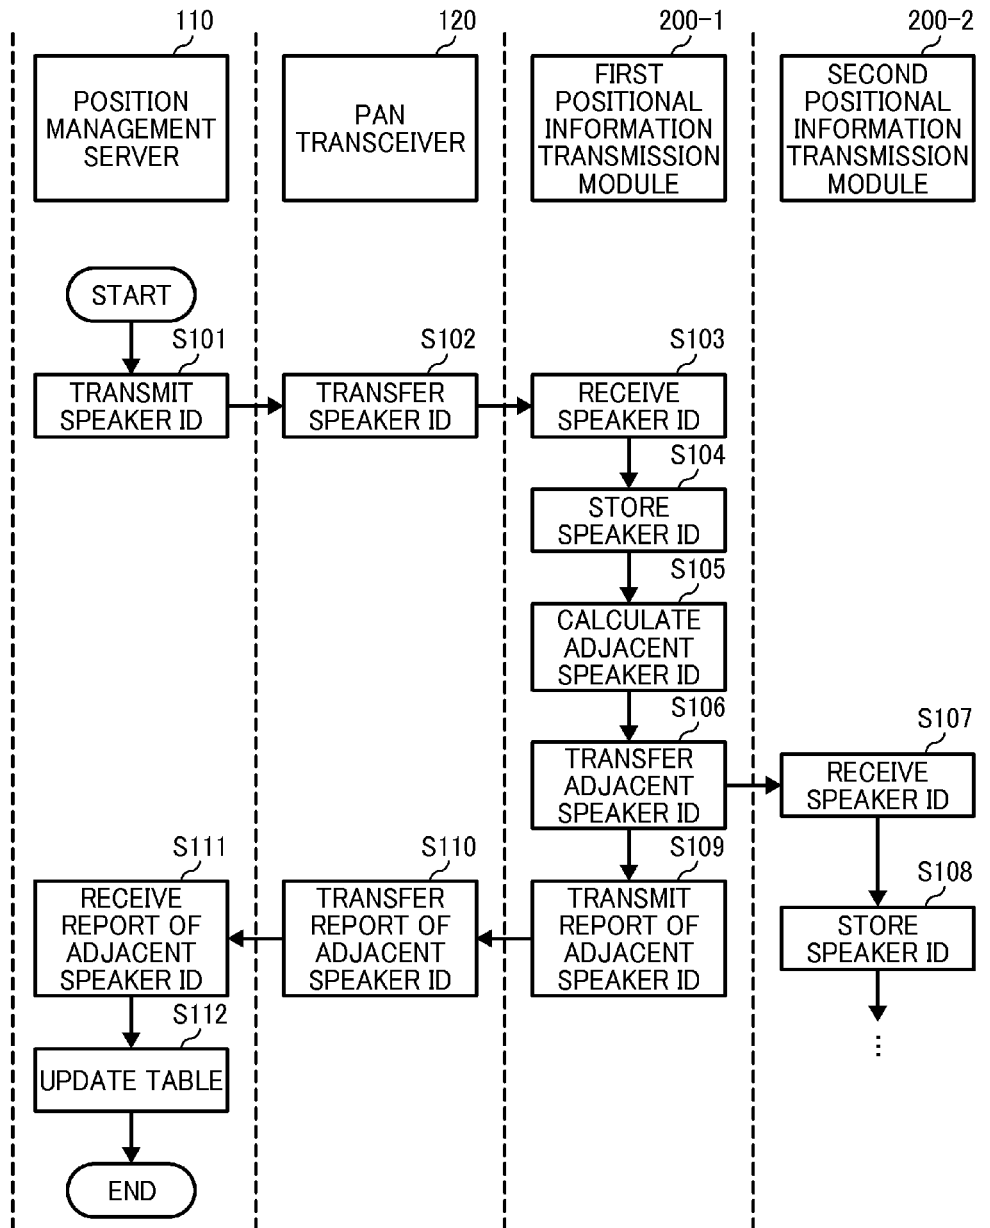 110
120
200-1
200-2
POSITION
MANAGEMENT
SERVER
PAN
TRANSCEIVER
FIRST
POSITIONAL
INFORMATION
TRANSMISSION
MODULE
SECOND
POSITIONAL
INFORMATION
TRANSMISSION
MODULE
START
S101
TRANSMIT
SPEAKER ID
S102
TRANSFER
SPEAKER ID
S103
RECEIVE
SPEAKER ID
S104
STORE
SPEAKER ID
S105
CALCULATE
ADJACENT
SPEAKER ID
S106
TRANSFER
ADJACENT
SPEAKER ID
S107
RECEIVE
SPEAKER ID
S108
STORE
SPEAKER ID
...
S109
TRANSMIT
REPORT OF
ADJACENT
SPEAKER ID
S110
TRANSFER
REPORT OF
ADJACENT
SPEAKER ID
S111
RECEIVE
REPORT OF
ADJACENT
SPEAKER ID
S112
UPDATE TABLE
END